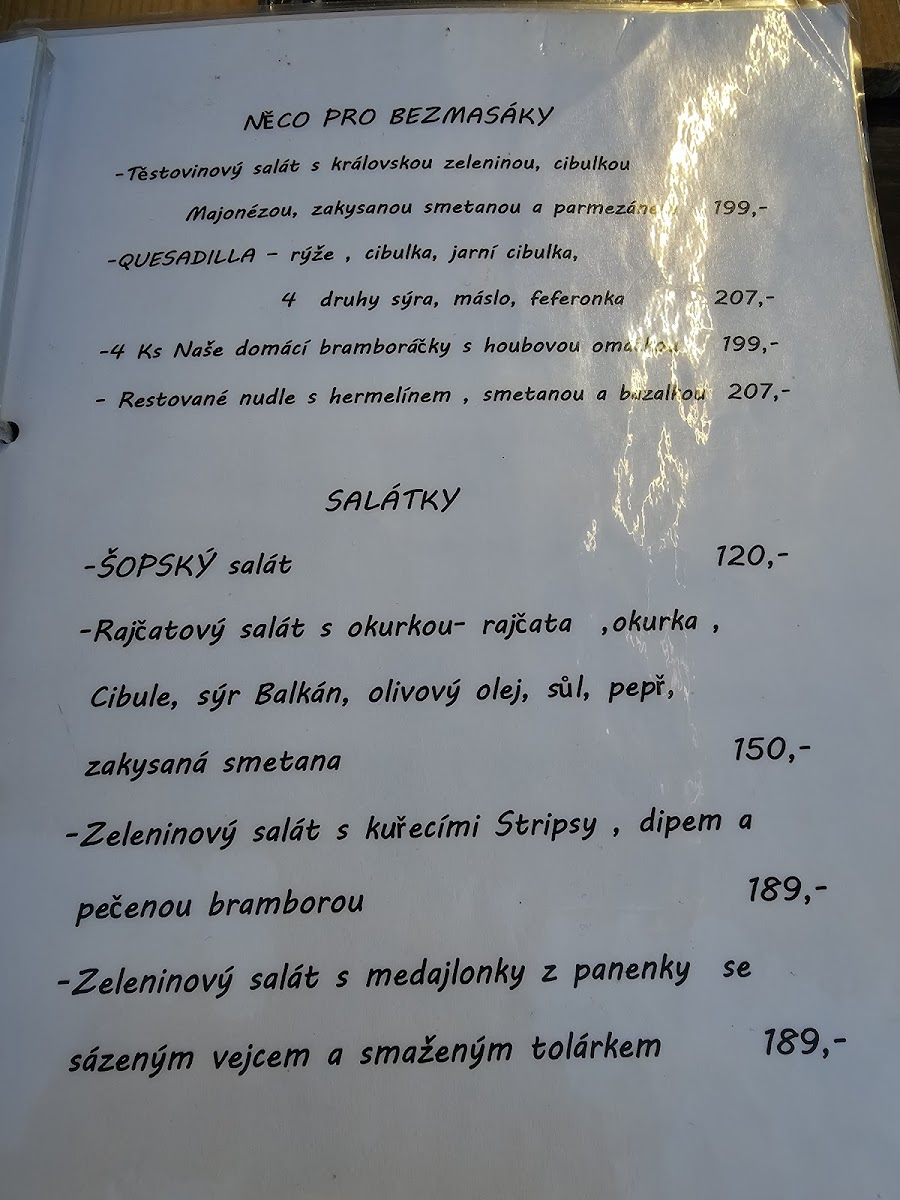 NĚCO PRO BEZMASÁKY
-Těstovinový salát s královskou zeleninou, cibulkou
Majonézou, zakysanou smetanou a parmezánem 199,-
-QUESADILLA - rýže , cibulka, jarní cibulka,
4 druhy sýra, máslo, feferonka 207,-
-4 Ks Naše domácí bramboráčky s houbovou omáčkou 199,-
- Restované nudle s hermelínem , smetanou a bazalkou 207,-
SALÁTKY
-ŠOPSKÝ salát 120,-
-Rajčatový salát s okurkou- rajčata ,okurka ,
Cibule, sýr Balkán, olivový olej, sůl, pepř,
zakysaná smetana 150,-
-Zeleninový salát s kuřecími Stripsy , dipem a
pečenou bramborou 189,-
-Zeleninový salát s medajlonky z panenky se
sázeným vejcem a smaženým tolárkem 189,-